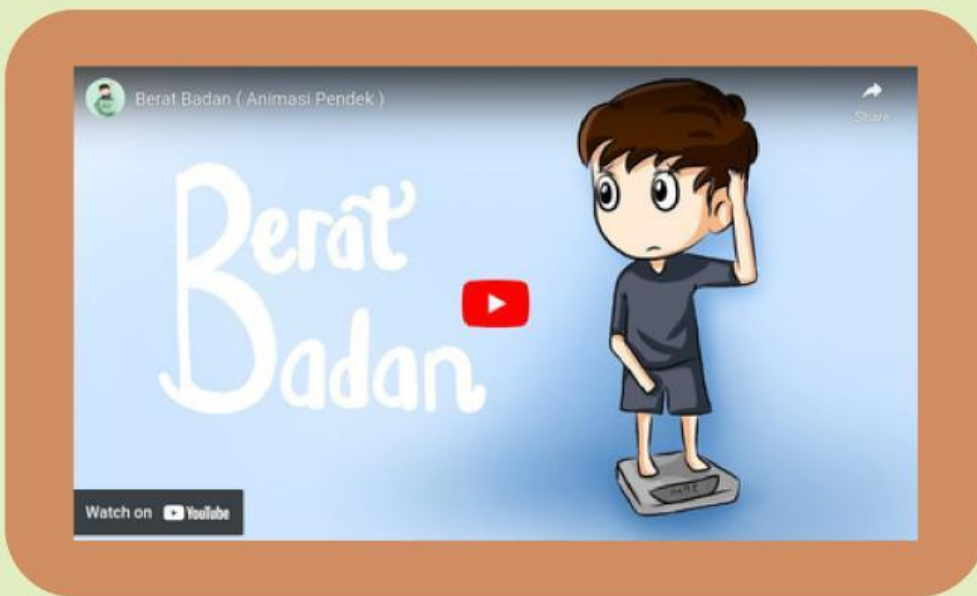 Berat Badan ( Animasi Pendek )
Share
Berat
Badan
Watch on YouTube